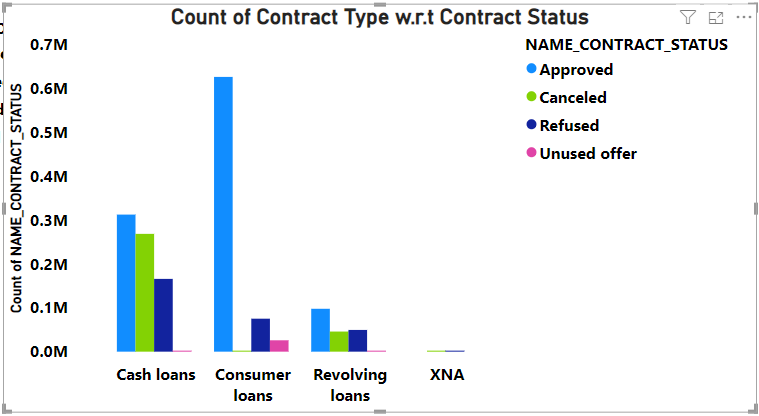 Count of Contract Type w.r.t Contract Status
NAME_CONTRACT_STATUS
Approved
Canceled
Refused
Unused offer
Count of NAME_CONTRACT_STATUS
0.7M
0.6M
0.5M
0.4M
0.3M
0.2M
0.1M
0.0M
Cash loans
Consumer
loans
Revolving
loans
XNA